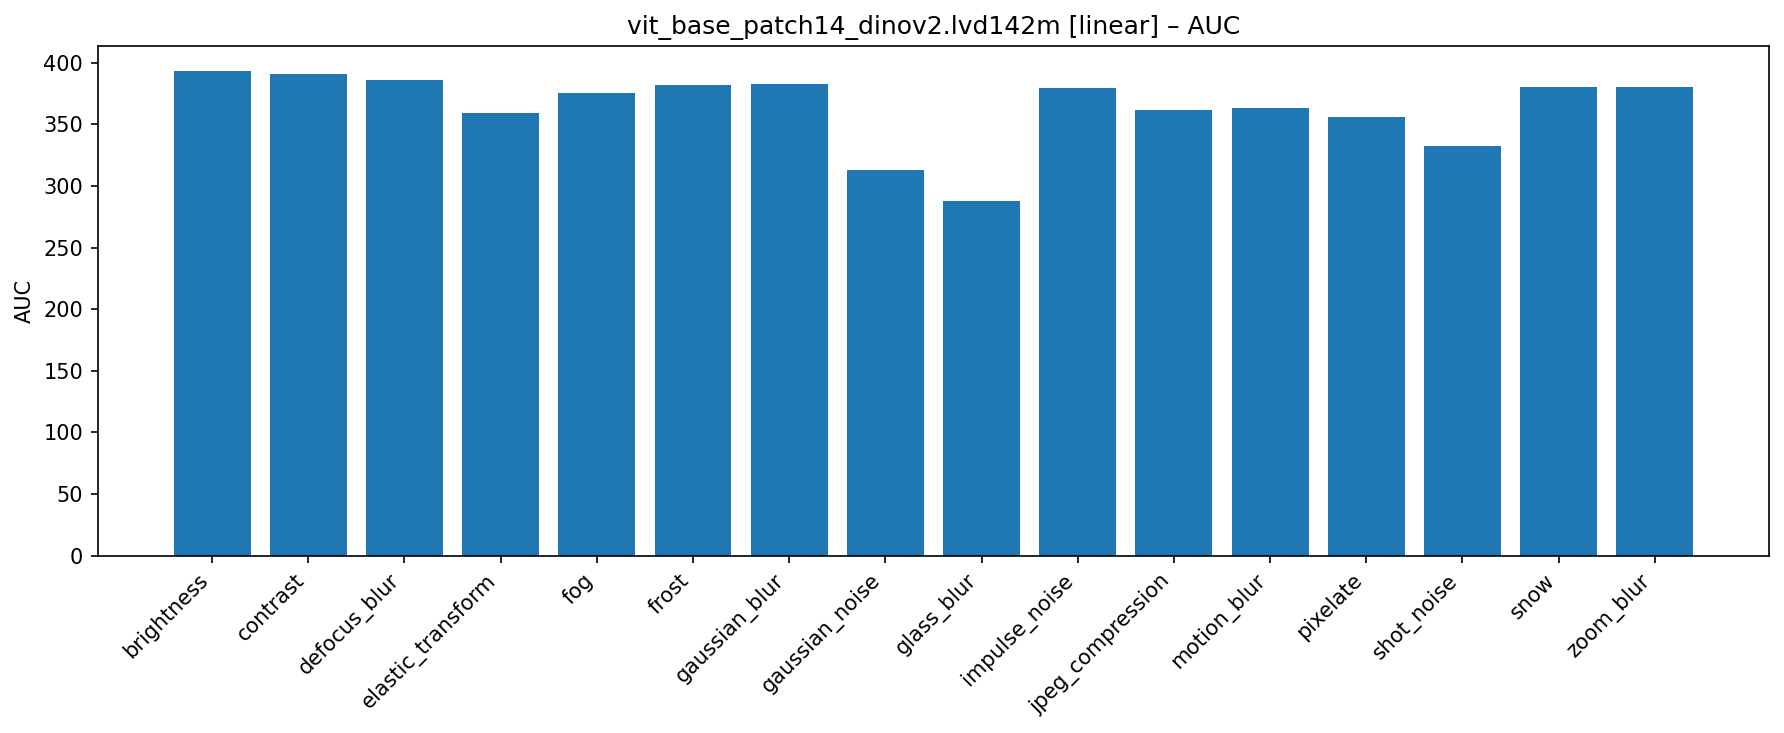 vit_base_patch14_dinov2.lvd142m [linear] – AUC
AUC
400
350
300
250
200
150
100
50
0
brightness
contrast
defocus_blur
elastic_transform
fog
frost
gaussian_blur
gaussian_noise
glass_blur
impulse_noise
jpeg_compression
motion_blur
pixelate
shot_noise
snow
zoom_blur